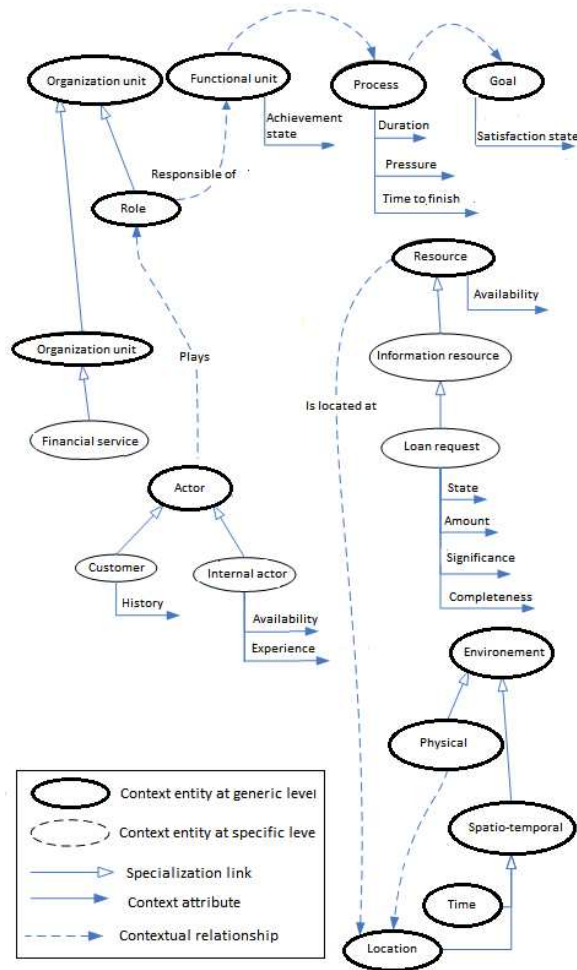 Organization unit
Functional unit
Process
Goal
Achievement
state
Duration
Satisfaction state
Pressure
Responsible of
Time to finish
Role
Resource
Availability
Organization unit
Plays
Information resource
Is located at
Financial service
Loan request
Actor
State
Amount
Customer
Internal actor
Significance
History
Availability
Completeness
Experience
Environement
Physical
Context entity at generic level
Context entity at specific leve
Spatio-temporal
Specialization link
Context attribute
Time
Contextual relationship
Location